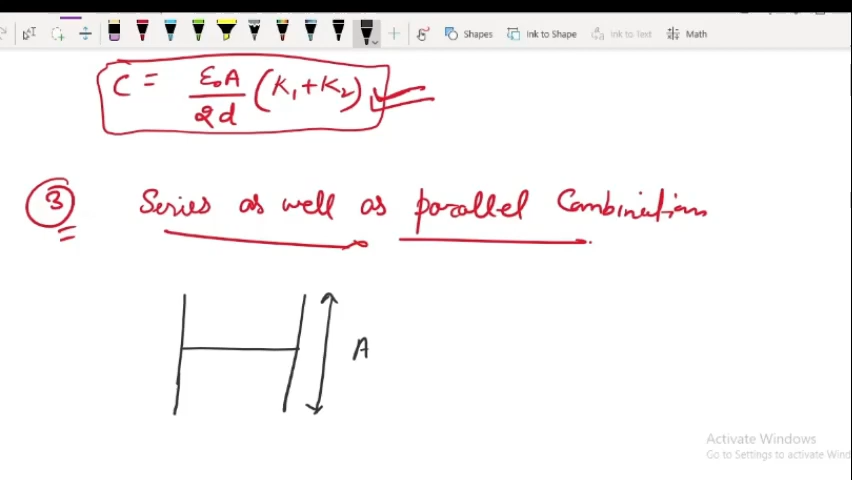 Shapes Ink to Shape Ink to Text Math
C = ε₀A/2d (K₁+K₂)
3 Series as well as parallel Combination
A
Activate Windows
Go to Settings to activate Wind